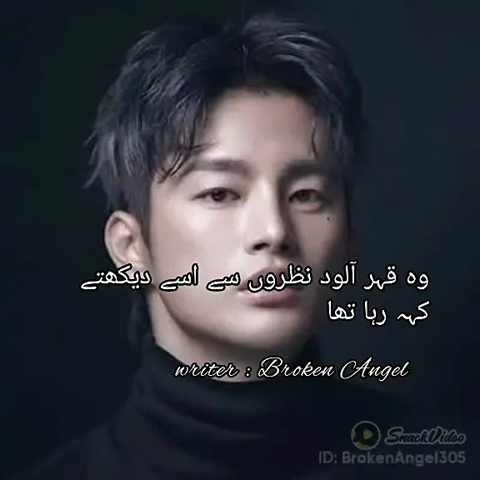 وہ قہر آلود نظروں سے اسے دیکھتے
کہہ رہا تھا
writer : Broken Angel
SnackVideo
ID: BrokenAngel305